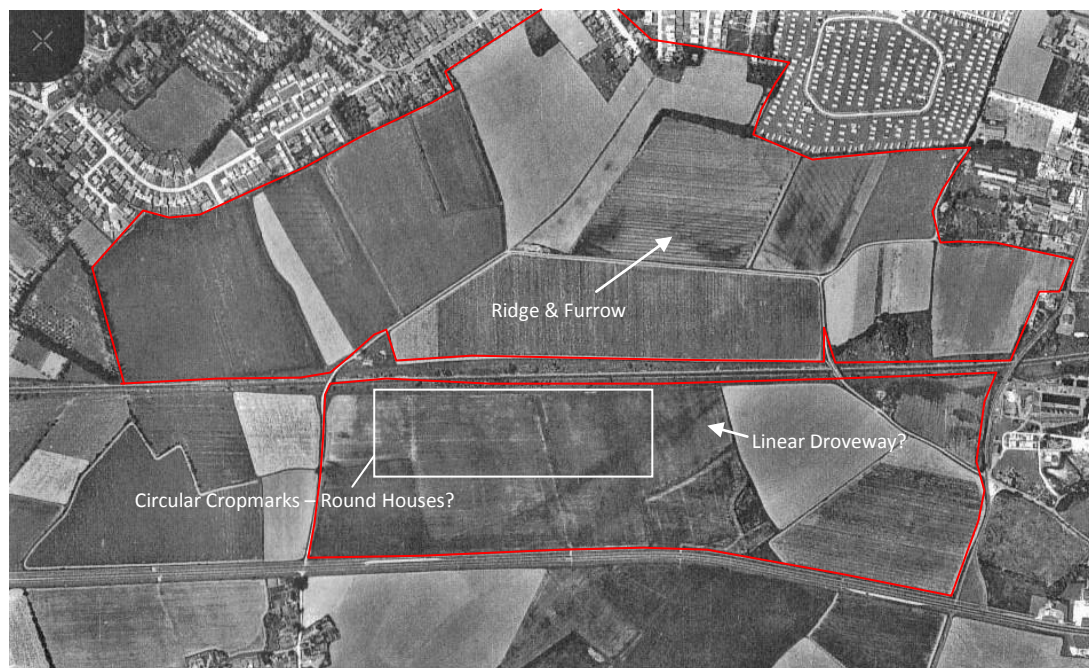 Ridge & Furrow
Linear Droveway?
Circular Cropmarks – Round Houses?